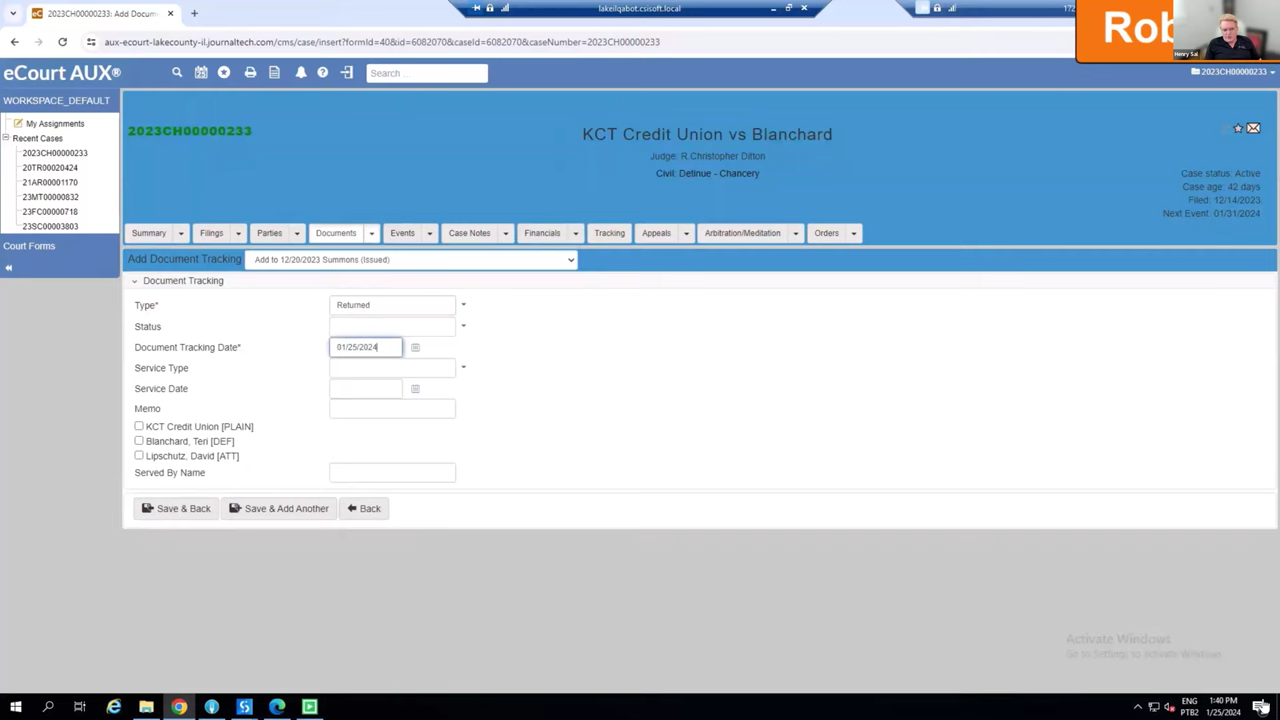 2023CH00000233: Add Docume
lakeilqabot.csisoft.local
aux-ecourt-lakecounty-il.journaltech.com/cms/case/insert?formId=40&id=6082070&caseId=6082070&caseNumber=2023CH00000233
Henry Sal
eCourt AUX®
Search ...
2023CH00000233
WORKSPACE_DEFAULT
My Assignments
Recent Cases
2023CH00000233
20TR00020424
21AR00001170
23MT00000832
23FC00000718
23SC00003803
Court Forms
2023CH00000233
KCT Credit Union vs Blanchard
Judge: R.Christopher Ditton
Civil: Detinue - Chancery
Case status: Active
Case age: 42 days
Filed: 12/14/2023
Next Event: 01/31/2024
Summary Filings Parties Documents Events Case Notes Financials Tracking Appeals Arbitration/Meditation Orders
Add Document Tracking Add to 12/20/2023 Summons (Issued)
Document Tracking
Type* Returned
Status
Document Tracking Date* 01/25/2024
Service Type
Service Date
Memo
KCT Credit Union [PLAIN]
Blanchard, Teri [DEF]
Lipschutz, David [ATT]
Served By Name
Save & Back Save & Add Another Back
Activate Windows
Go to Settings to activate Windows.
ENG
PTB2
1:40 PM
1/25/2024